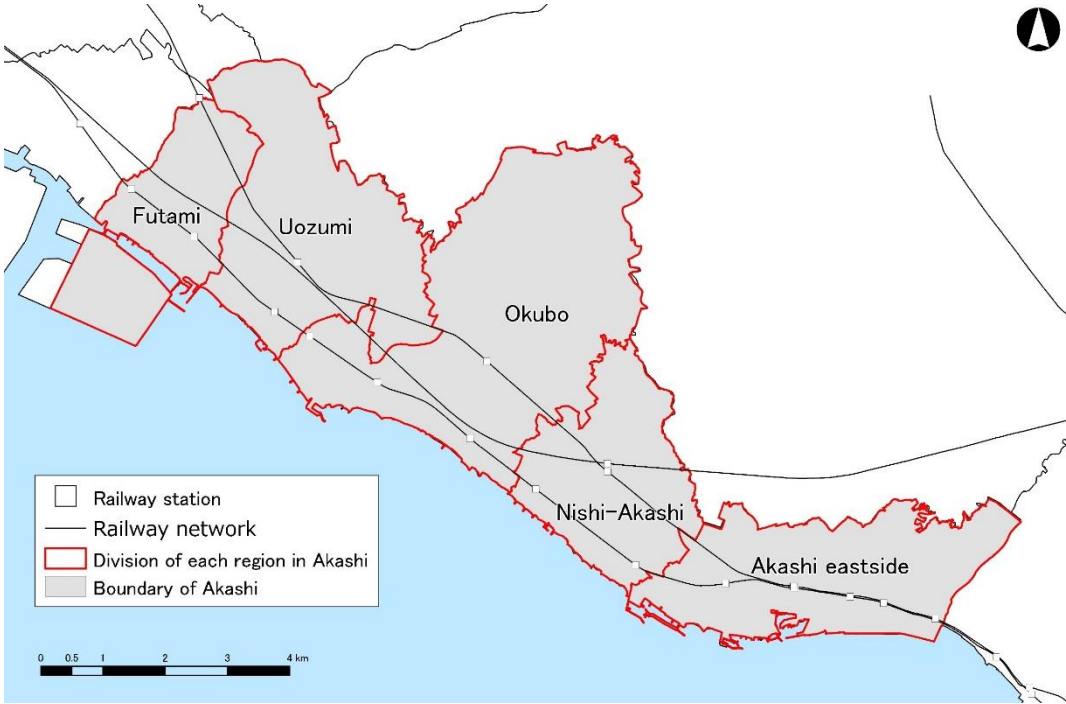 Futami
Uozumi
Okubo
Nishi-Akashi
Akashi eastside
Railway station
Railway network
Division of each region in Akashi
Boundary of Akashi
0 0.5 1 2 3 4 km